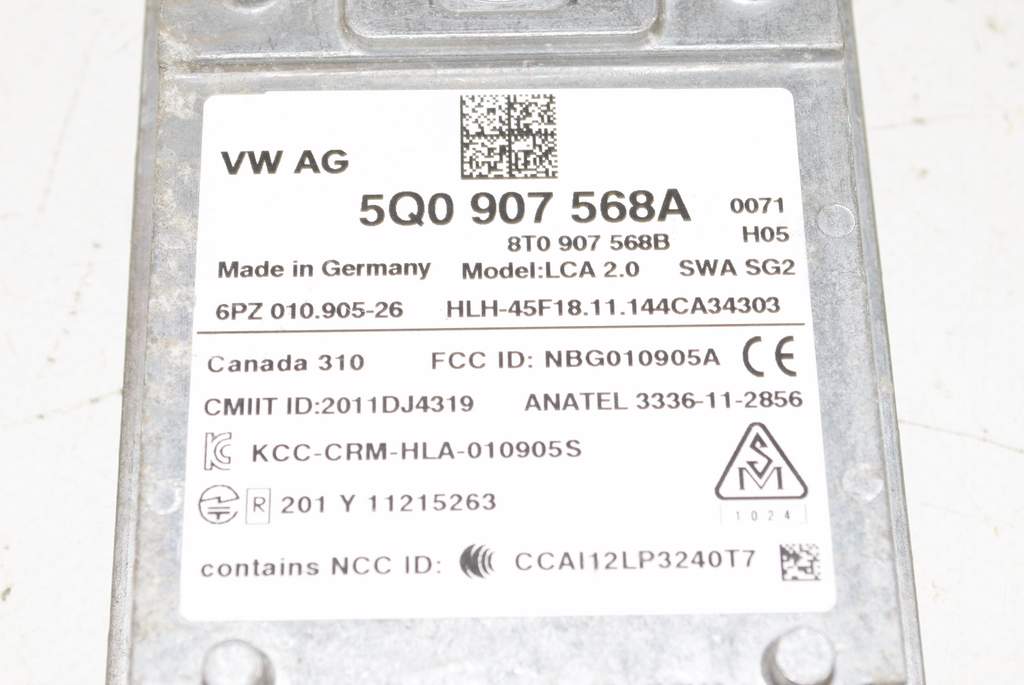 VW AG
5Q0 907 568A 0071
8T0 907 568B H05
Made in Germany Model:LCA 2.0 SWA SG2
6PZ 010.905-26 HLH-45F18.11.144CA34303
Canada 310 FCC ID: NBG010905A CE
CMIIT ID:2011DJ4319 ANATEL 3336-11-2856
KCC-CRM-HLA-010905S
SM
R 201 Y 11215263
1024
contains NCC ID: CCAI12LP3240T7